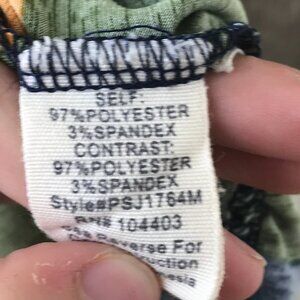 SELF:
97%POLYESTER
3%SPANDEX
CONTRAST:
97%POLYESTER
3%SPANDEX
Style#PSJ1764M
RN# 104403
Reverse For